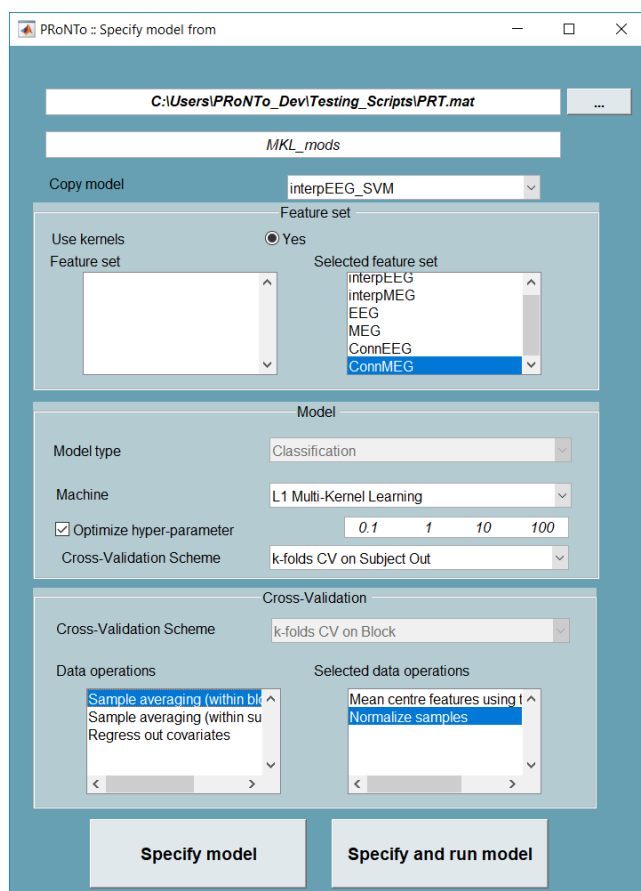 PRoNTo :: Specify model from
C:\Users\PRoNTo_Dev\Testing_Scripts\PRT.mat
...
MKL_mods
Copy model interpEEG_SVM
Feature set
Use kernels Yes
Feature set Selected feature set
interpEEG
interpMEG
EEG
MEG
ConnEEG
ConnMEG
Model
Model type Classification
Machine L1 Multi-Kernel Learning
Optimize hyper-parameter 0.1 1 10 100
Cross-Validation Scheme k-folds CV on Subject Out
Cross-Validation
Cross-Validation Scheme k-folds CV on Block
Data operations Selected data operations
Sample averaging (within blo Mean centre features using t
Sample averaging (within su Normalize samples
Regress out covariates
Specify model Specify and run model